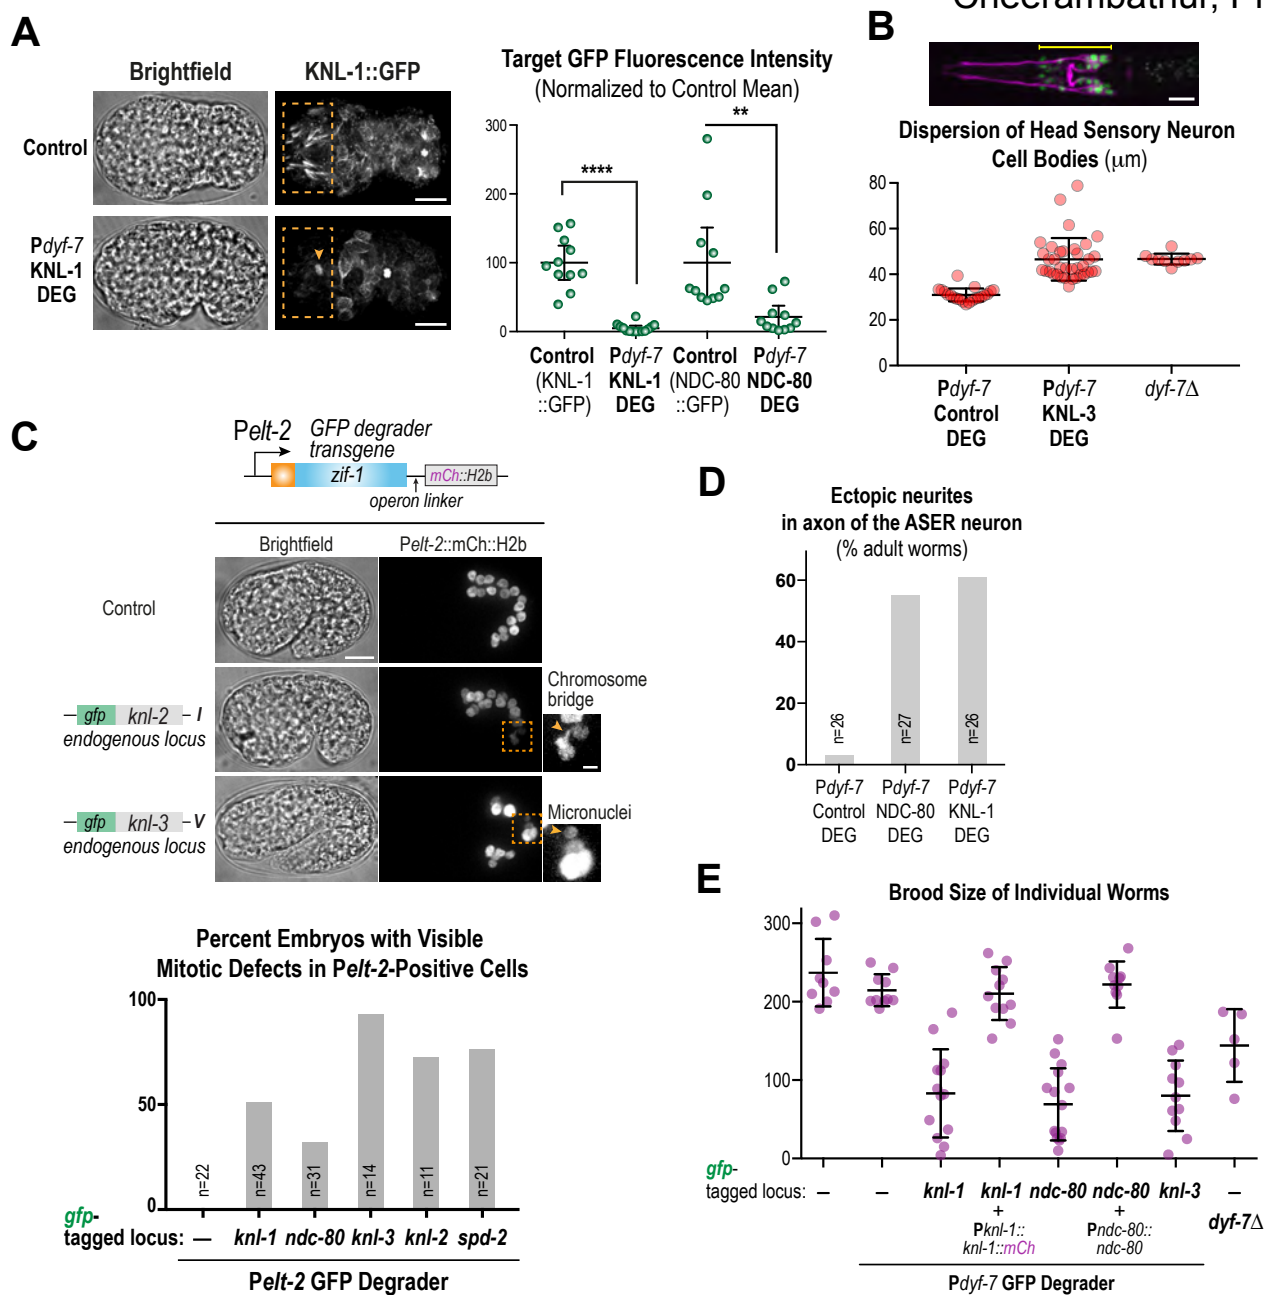 Cheerambathur, F
A
Brightfield
KNL-1::GFP
Control
Pdyf-7
KNL-1
DEG
Target GFP Fluorescence Intensity
(Normalized to Control Mean)
300
200
100
0
****
**
Control
(KNL-1
::GFP)
Pdyf-7
KNL-1
DEG
Control
(NDC-80
::GFP)
Pdyf-7
NDC-80
DEG
B
Dispersion of Head Sensory Neuron
Cell Bodies (μm)
80
60
40
20
0
Pdyf-7
Control
DEG
Pdyf-7
KNL-3
DEG
dyf-7Δ
C
Pelt-2
GFP degrader
transgene
zif-1
mCh::H2b
operon linker
Brightfield
Pelt-2::mCh::H2b
Control
gfp knl-2 I
endogenous locus
Chromosome
bridge
gfp knl-3 V
endogenous locus
Micronuclei
Percent Embryos with Visible
Mitotic Defects in Pelt-2-Positive Cells
100
50
0
n=22
n=43
n=31
n=14
n=11
n=21
gfp-
tagged locus: — knl-1 ndc-80 knl-3 knl-2 spd-2
Pelt-2 GFP Degrader
D
Ectopic neurites
in axon of the ASER neuron
(% adult worms)
60
40
20
0
n=26
n=27
n=26
Pdyf-7
Control
DEG
Pdyf-7
NDC-80
DEG
Pdyf-7
KNL-1
DEG
E
Brood Size of Individual Worms
300
200
100
0
gfp-
tagged locus: – – knl-1 knl-1 ndc-80 ndc-80 knl-3 –
+
Pknl-1::
knl-1::mCh
+
Pndc-80::
ndc-80
dyf-7Δ
Pdyf-7 GFP Degrader